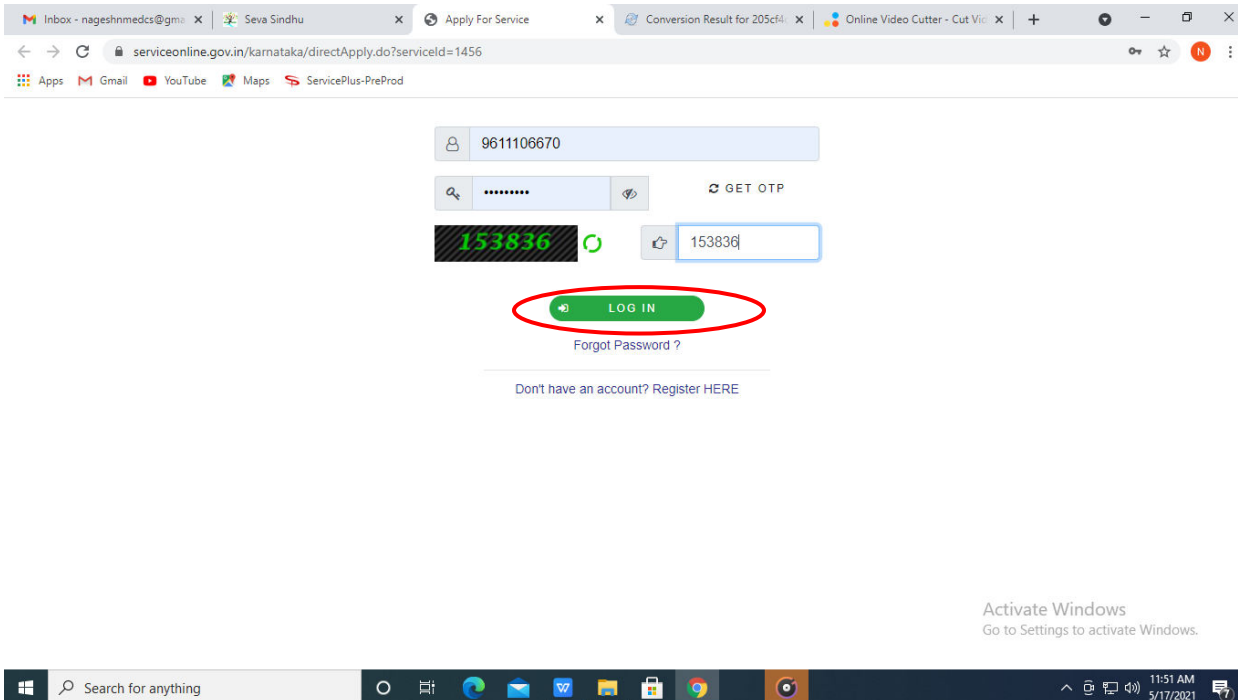 Inbox - nageshnmedcs@gma
Seva Sindhu
Apply For Service
Conversion Result for 205cf4
Online Video Cutter - Cut Vi
serviceonline.gov.in/karnataka/directApply.do?serviceId=1456
N
Apps Gmail YouTube Maps ServicePlus-PreProd
9611106670
GET OTP
153836
153836
LOG IN
Forgot Password ?
Don't have an account? Register HERE
Activate Windows
Go to Settings to activate Windows.
Search for anything
W
11:51 AM
5/17/2021
7